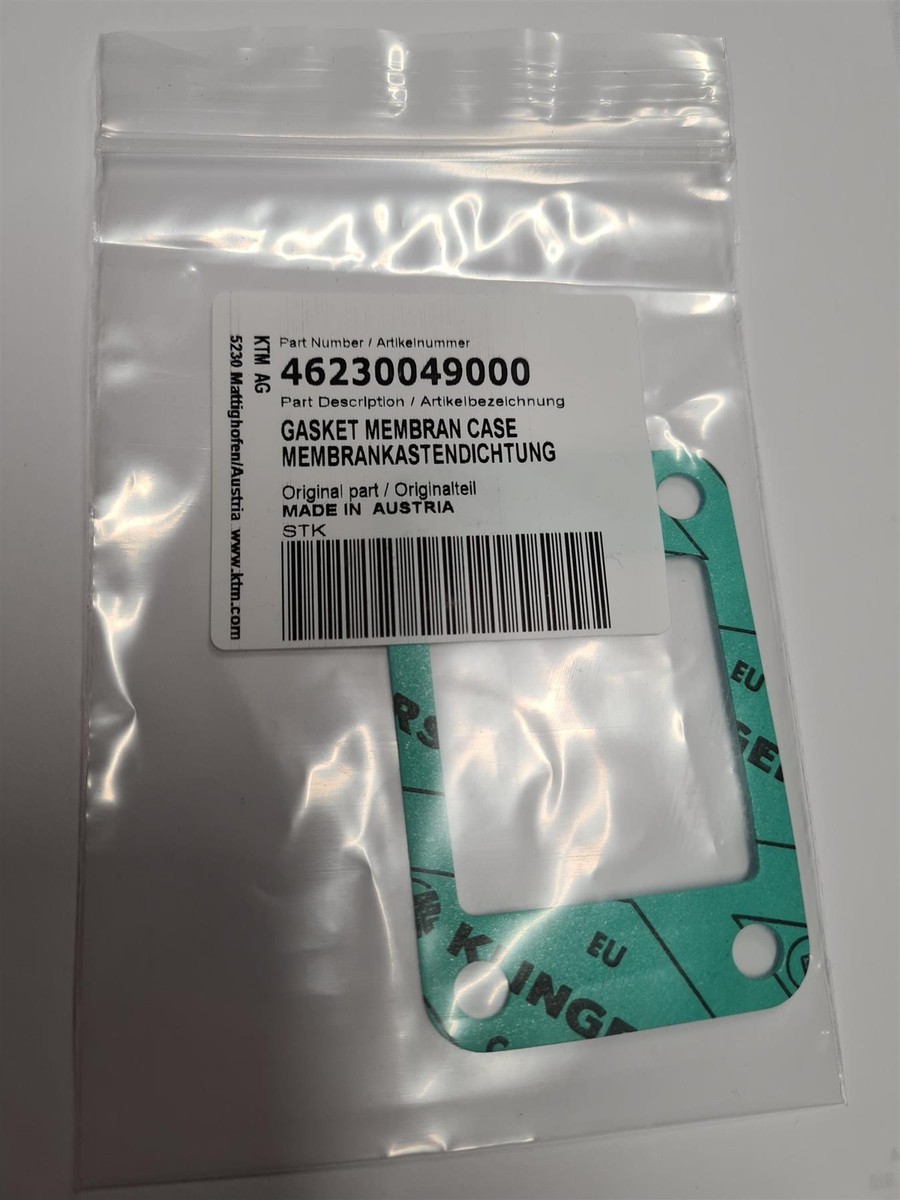 KTM AG
5230 Mattighofen/Austria www.ktm.com
Part Number / Artikelnummer
46230049000
Part Description / Artikelbezeichnung
GASKET MEMBRAN CASE
MEMBRANKASTENDICHTUNG
Original part / Originalteil
MADE IN AUSTRIA
STK
EU
EU